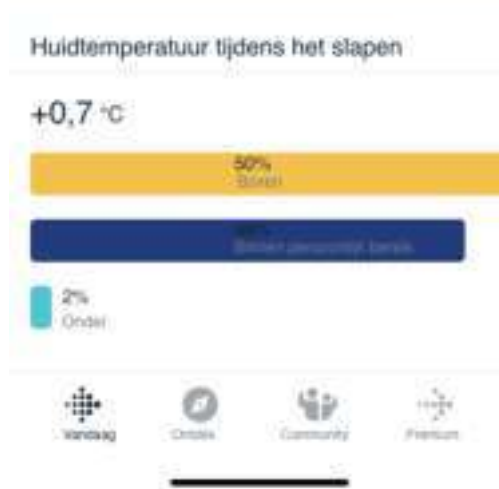 Huidtemperatuur tijdens het slapen
+0,7 °C
50%
Boven
Binnen persoonlijk bereik
2%
Onder
Vandaag
Ontdek
Community
Premium